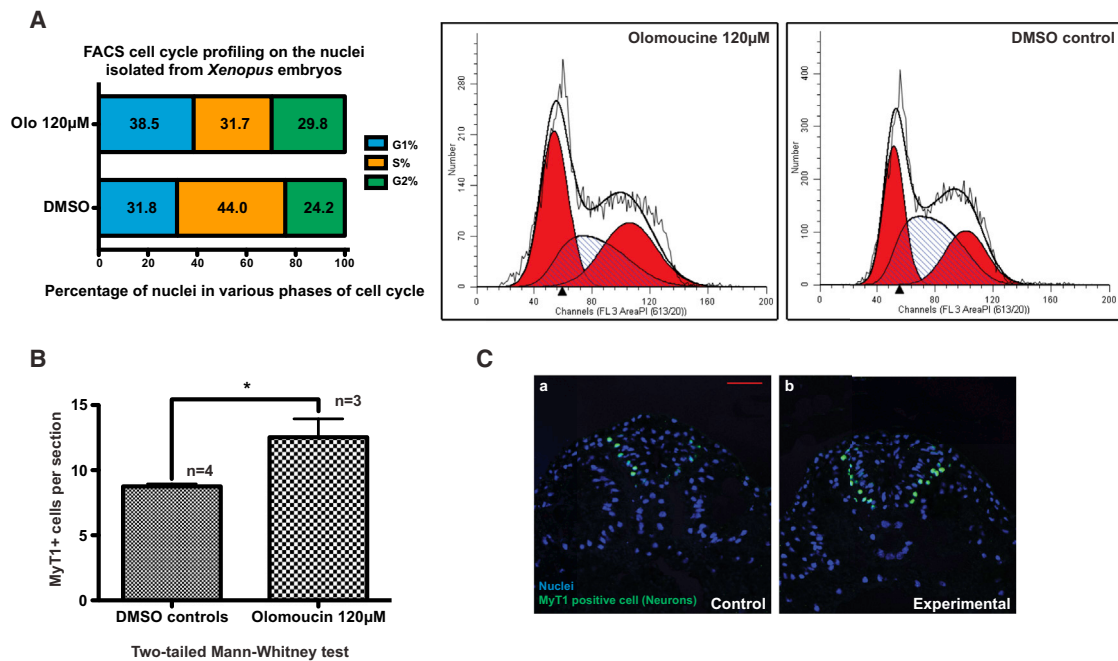 A
FACS cell cycle profiling on the nuclei
isolated from Xenopus embryos
Olo 120µM
38.5
31.7
29.8
DMSO
31.8
44.0
24.2
G1%
S%
G2%
0 20 40 60 80 100
Percentage of nuclei in various phases of cell cycle
Olomoucine 120µM
Number
280
210
140
70
0
0 40 80 120 160 200
Channels (FL 3 AreaPI (613/20))
DMSO control
Number
400
300
200
100
0
0 40 80 120 160 200
Channels (FL 3 AreaPI (613/20))
B
MyT1+ cells per section
15
10
5
0
*
n=4
n=3
DMSO controls
Olomoucin 120µM
Two-tailed Mann-Whitney test
C
a
Nuclei
MyT1 positive cell (Neurons)
Control
b
Experimental